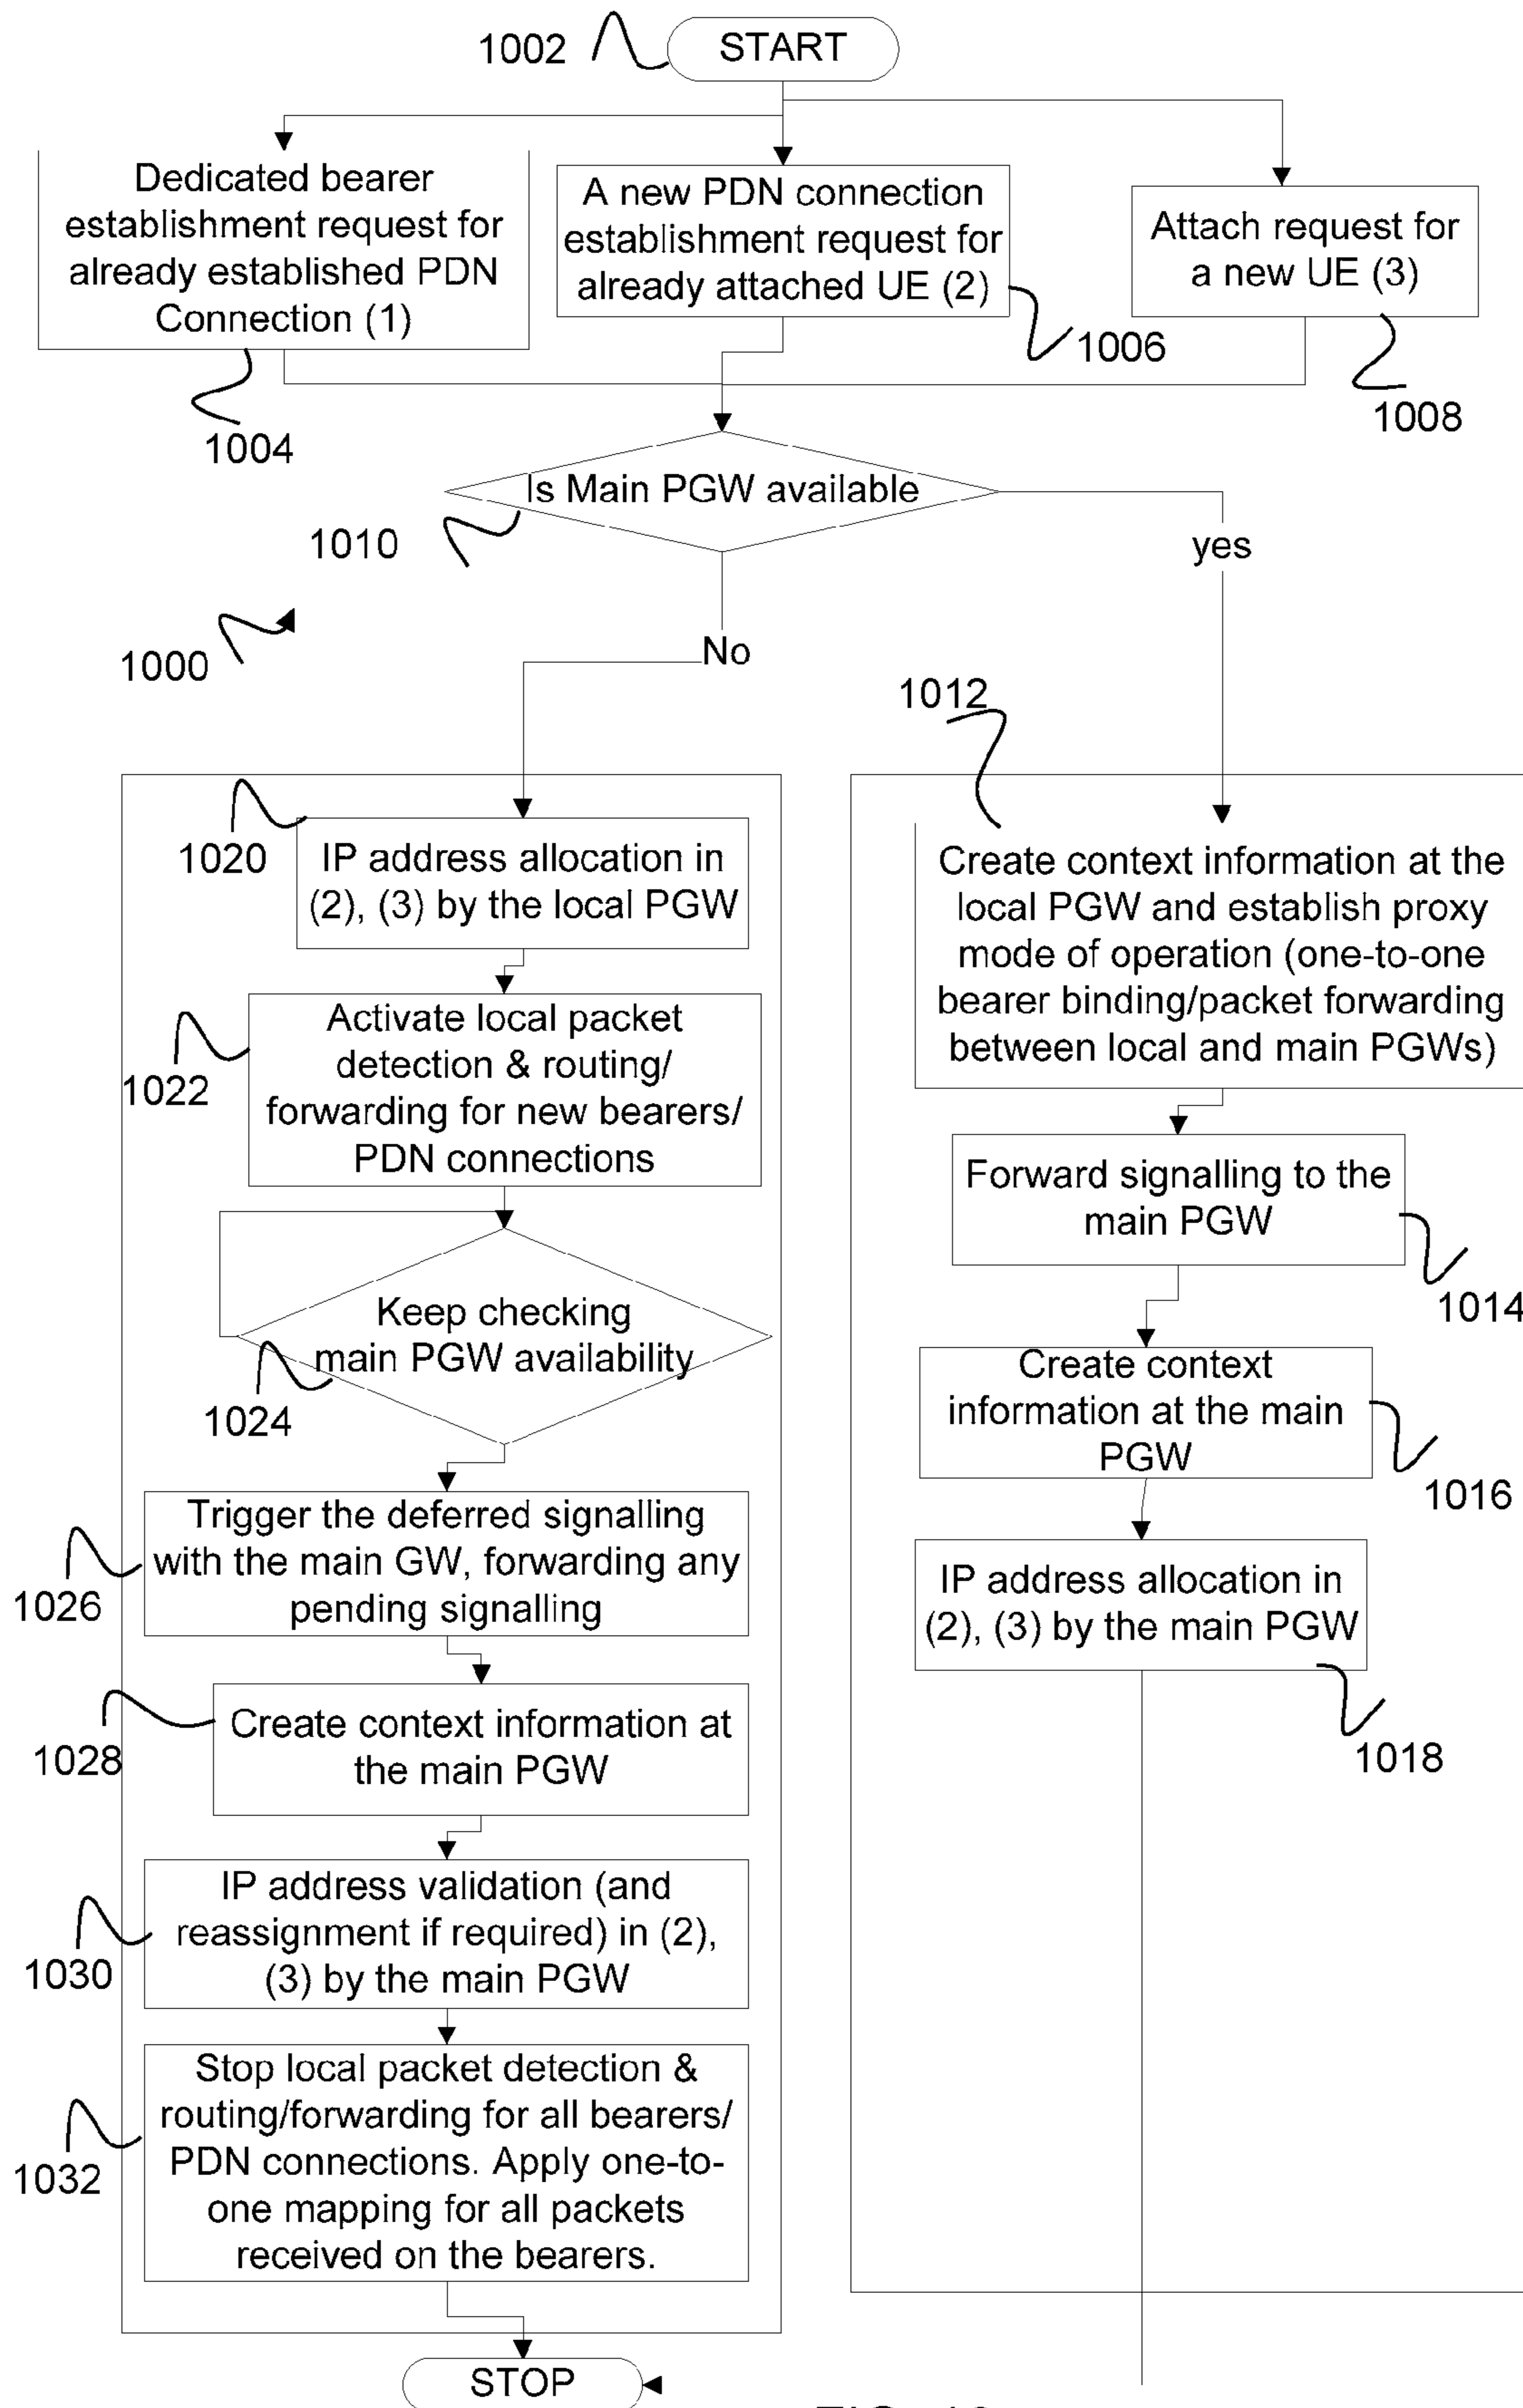 1002
START
Dedicated bearer
establishment request for
already established PDN
Connection (1)
A new PDN connection
establishment request for
already attached UE (2)
Attach request for
a new UE (3)
1006
1008
1004
Is Main PGW available
1010
yes
No
1000
1012
1020
IP address allocation in
(2), (3) by the local PGW
Create context information at the
local PGW and establish proxy
mode of operation (one-to-one
bearer binding/packet forwarding
between local and main PGWs)
Activate local packet
detection & routing/
forwarding for new bearers/
PDN connections
1022
Forward signalling to the
main PGW
1014
Keep checking
main PGW availability
1024
Create context
information at the main
PGW
1016
Trigger the deferred signalling
with the main GW, forwarding any
pending signalling
1026
IP address allocation in
(2), (3) by the main PGW
1018
Create context information at
the main PGW
1028
IP address validation (and
reassignment if required) in (2),
(3) by the main PGW
1030
Stop local packet detection &
routing/forwarding for all bearers/
PDN connections. Apply one-to-
one mapping for all packets
received on the bearers.
1032
STOP